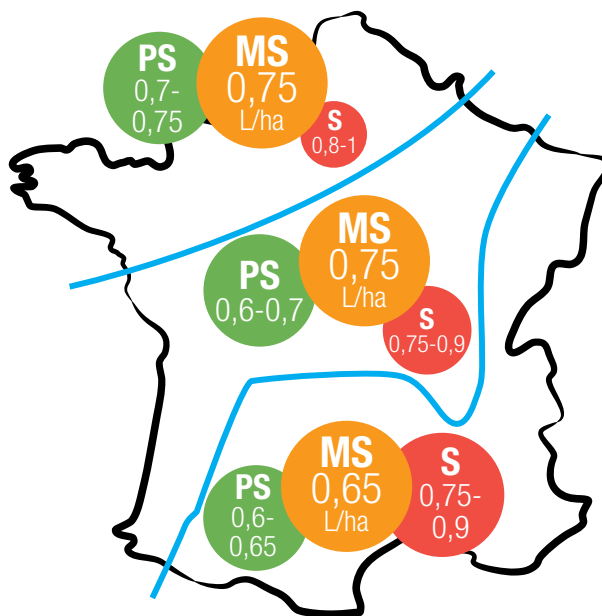 PS
0,7-
0,75
MS
0,75
L/ha
S
0,8-1
PS
0,6-0,7
MS
0,75
L/ha
S
0,75-0,9
PS
0,6-
0,65
MS
0,65
L/ha
S
0,75-
0,9